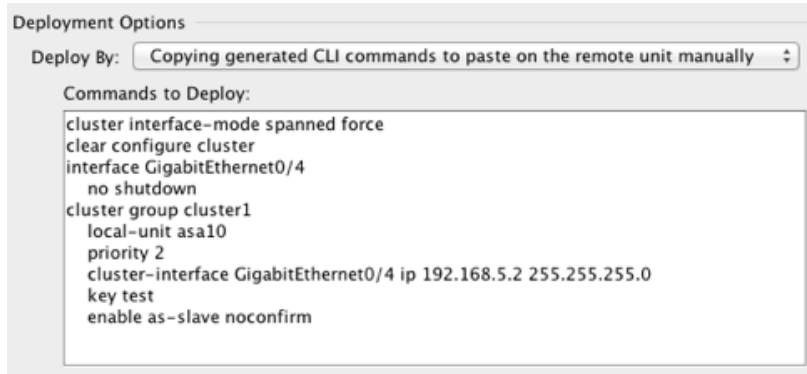 Deployment Options
Deploy By: Copying generated CLI commands to paste on the remote unit manually
Commands to Deploy:
cluster interface-mode spanned force
clear configure cluster
interface GigabitEthernet0/4
no shutdown
cluster group cluster1
local-unit asa10
priority 2
cluster-interface GigabitEthernet0/4 ip 192.168.5.2 255.255.255.0
key test
enable as-slave noconfirm